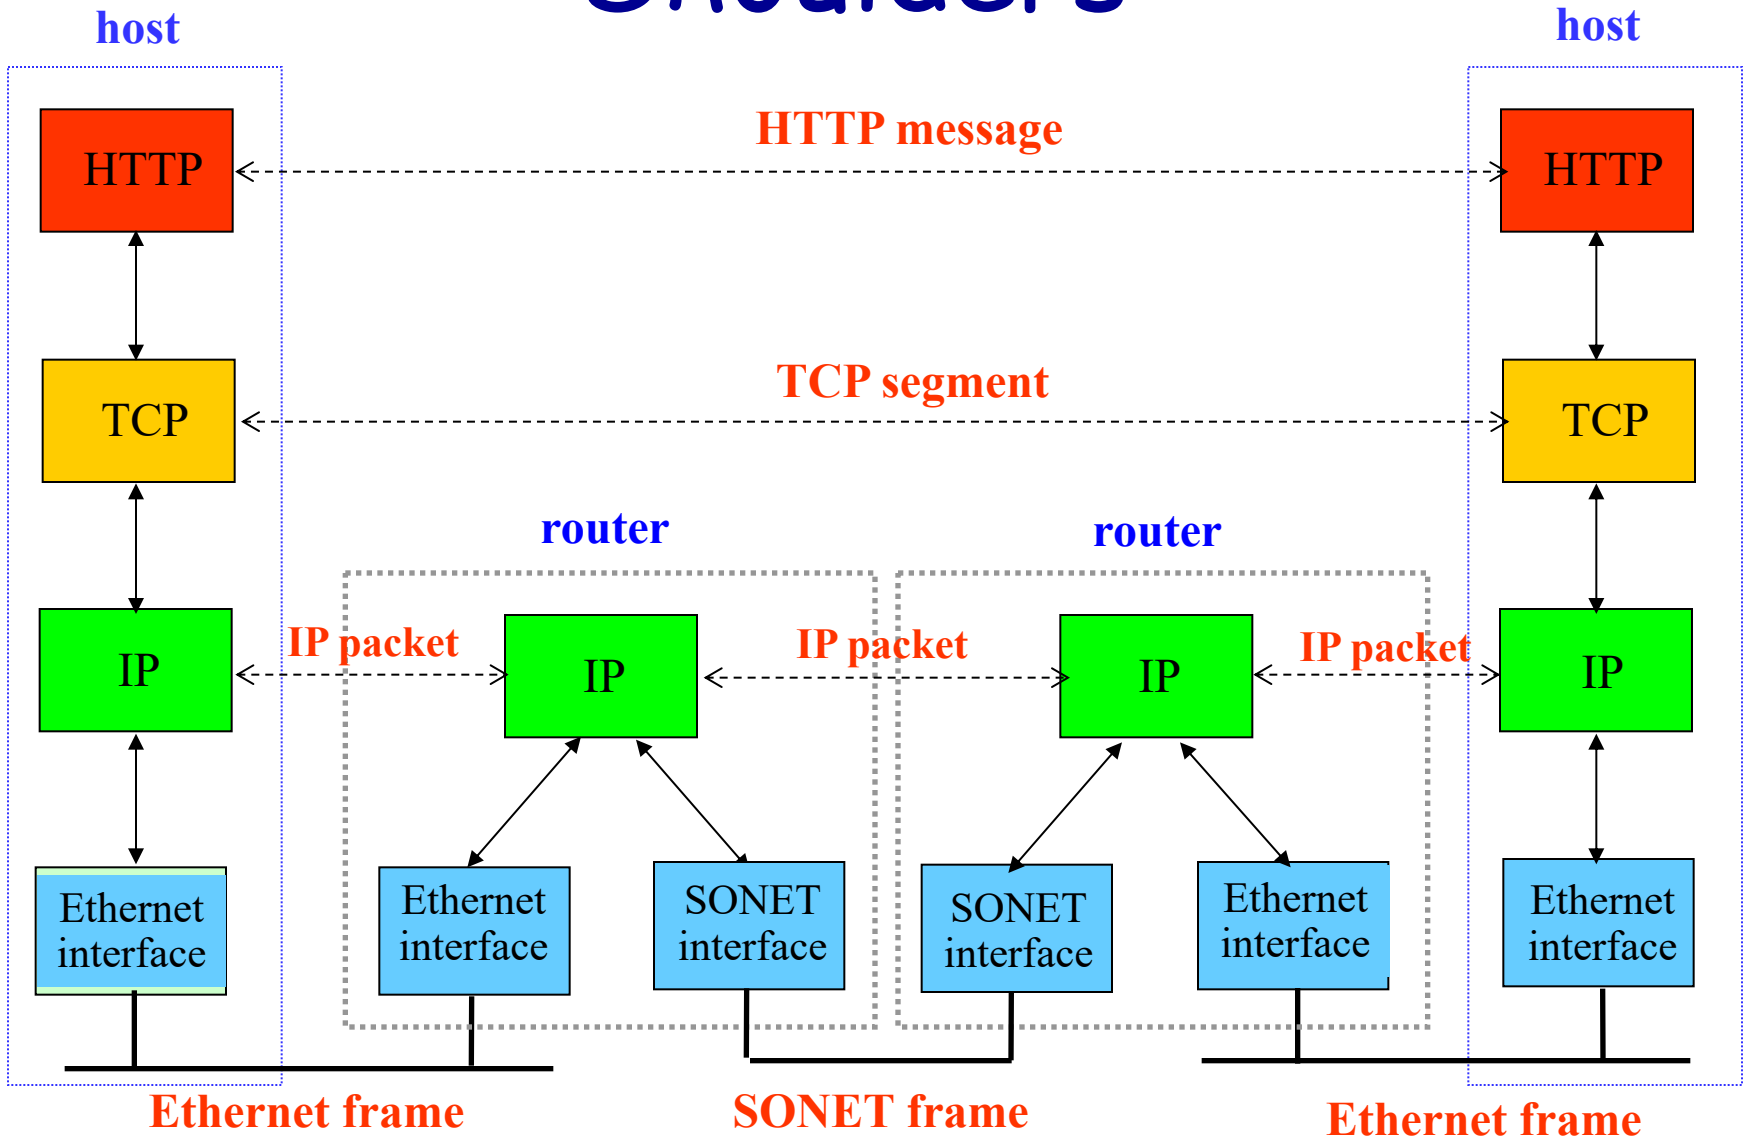 host
host
HTTP message
HTTP
HTTP
TCP segment
TCP
TCP
router
router
IP packet
IP packet
IP packet
IP
IP
IP
IP
Ethernet
interface
Ethernet
interface
SONET
interface
SONET
interface
Ethernet
interface
Ethernet
interface
Ethernet frame
SONET frame
Ethernet frame